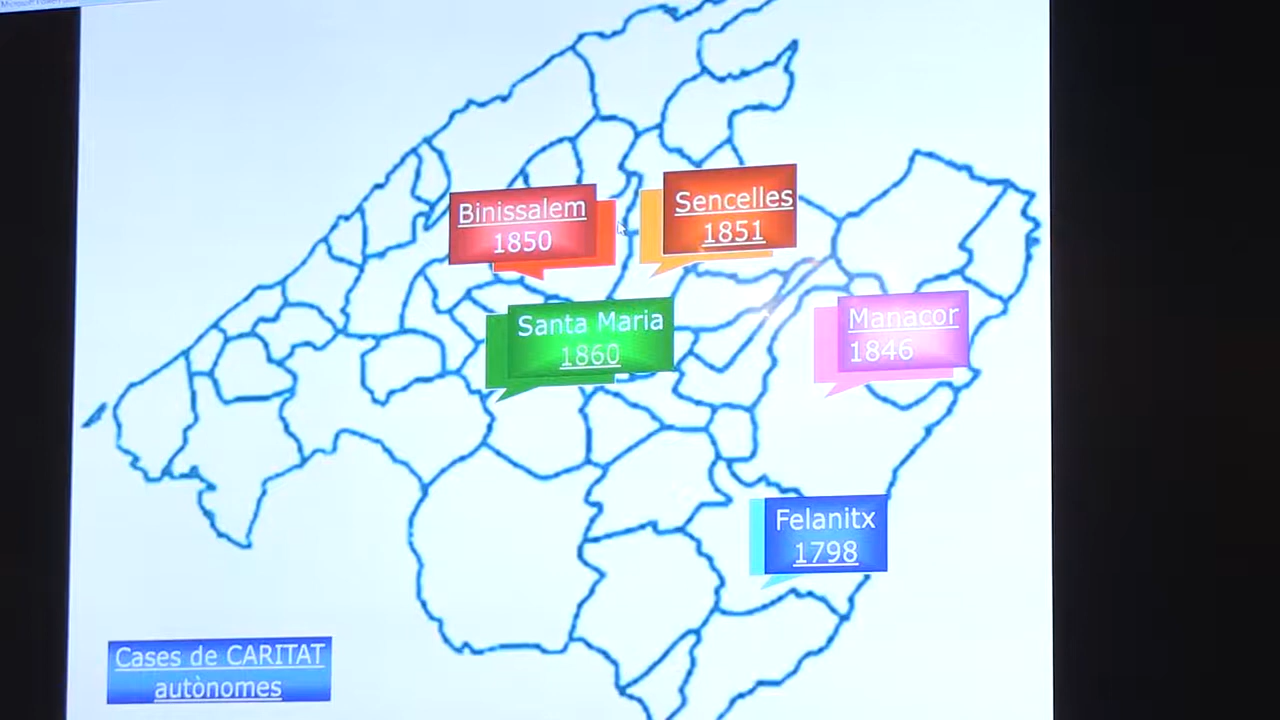 Binissalem
1850
Sencelles
1851
Santa Maria
1860
Manacor
1846
Felanitx
1798
Cases de CARITAT
autònomes